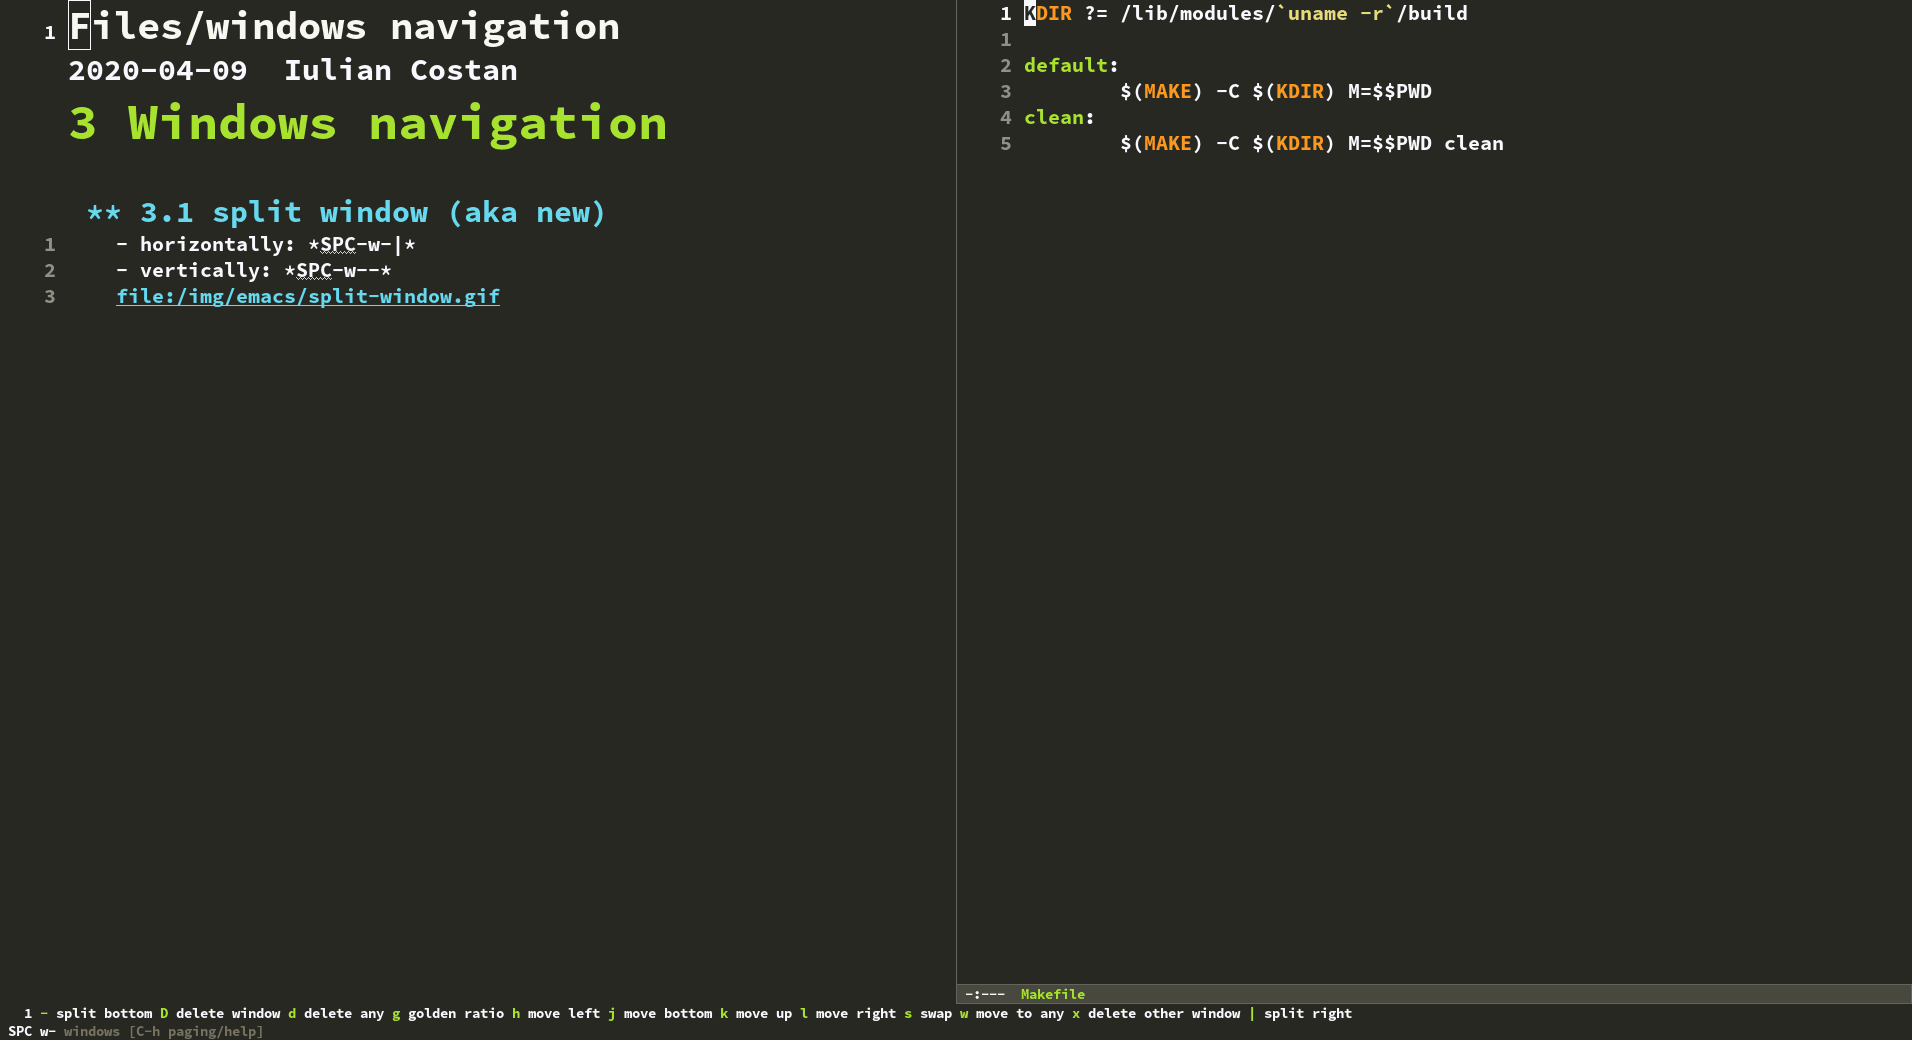 1 Files/windows navigation
2020-04-09  Iulian Costan
3 Windows navigation
** 3.1 split window (aka new)
1 - horizontally: *SPC-w-|*
2 - vertically: *SPC-w--*
3 file:/img/emacs/split-window.gif
1 KDIR ?= /lib/modules/`uname -r`/build
1
2 default:
3 $(MAKE) -C $(KDIR) M=$$PWD
4 clean:
5 $(MAKE) -C $(KDIR) M=$$PWD clean
-:--- Makefile
1 - split bottom D delete window d delete any g golden ratio h move left j move bottom k move up l move right s swap w move to any x delete other window | split right
SPC w- windows [C-h paging/help]